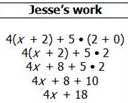 Jesse's work
4(x + 2) + 5 • (2 + 0)
4(x + 2) + 5 • 2
4x + 8 + 5 • 2
4x + 8 + 10
4x + 18